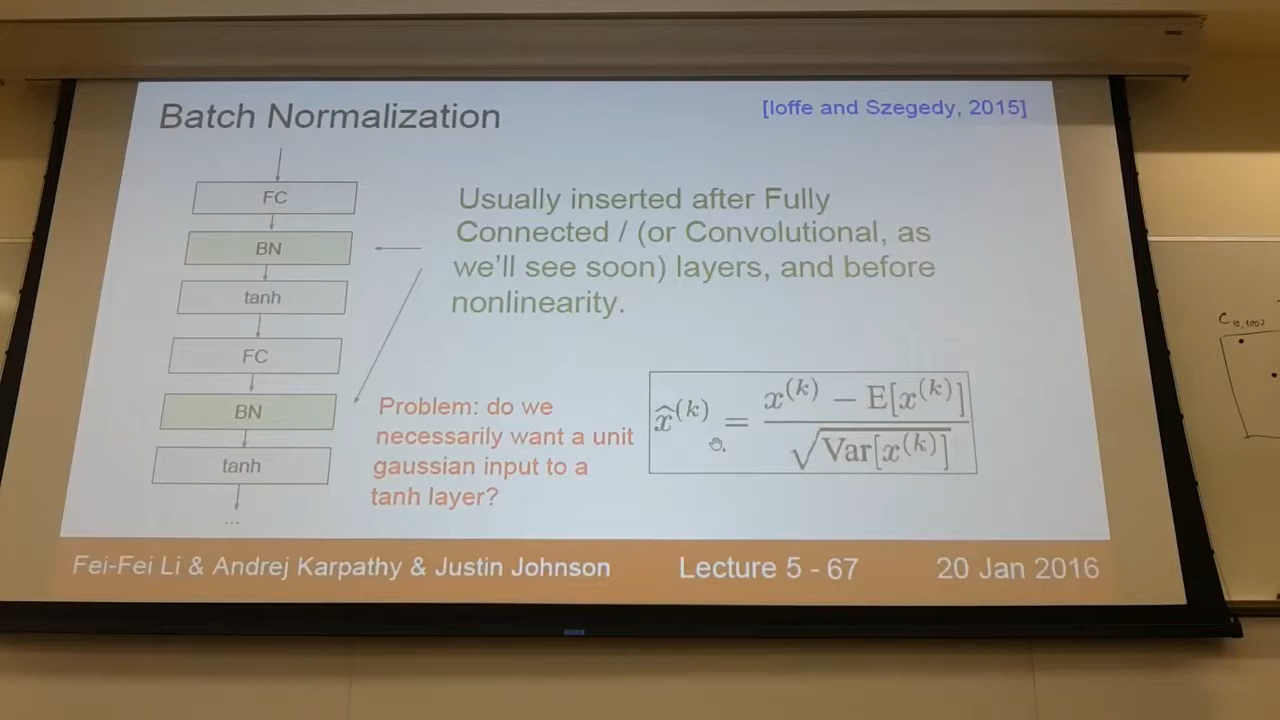 Batch Normalization
[Ioffe and Szegedy, 2015]
FC
BN
tanh
FC
BN
tanh
...
Usually inserted after Fully
Connected / (or Convolutional, as
we'll see soon) layers, and before
nonlinearity.
Problem: do we
necessarily want a unit
gaussian input to a
tanh layer?
x̂^(k) = (x^(k) − E[x^(k)]) / √Var[x^(k)]
Fei-Fei Li & Andrej Karpathy & Justin Johnson
Lecture 5 - 67
20 Jan 2016